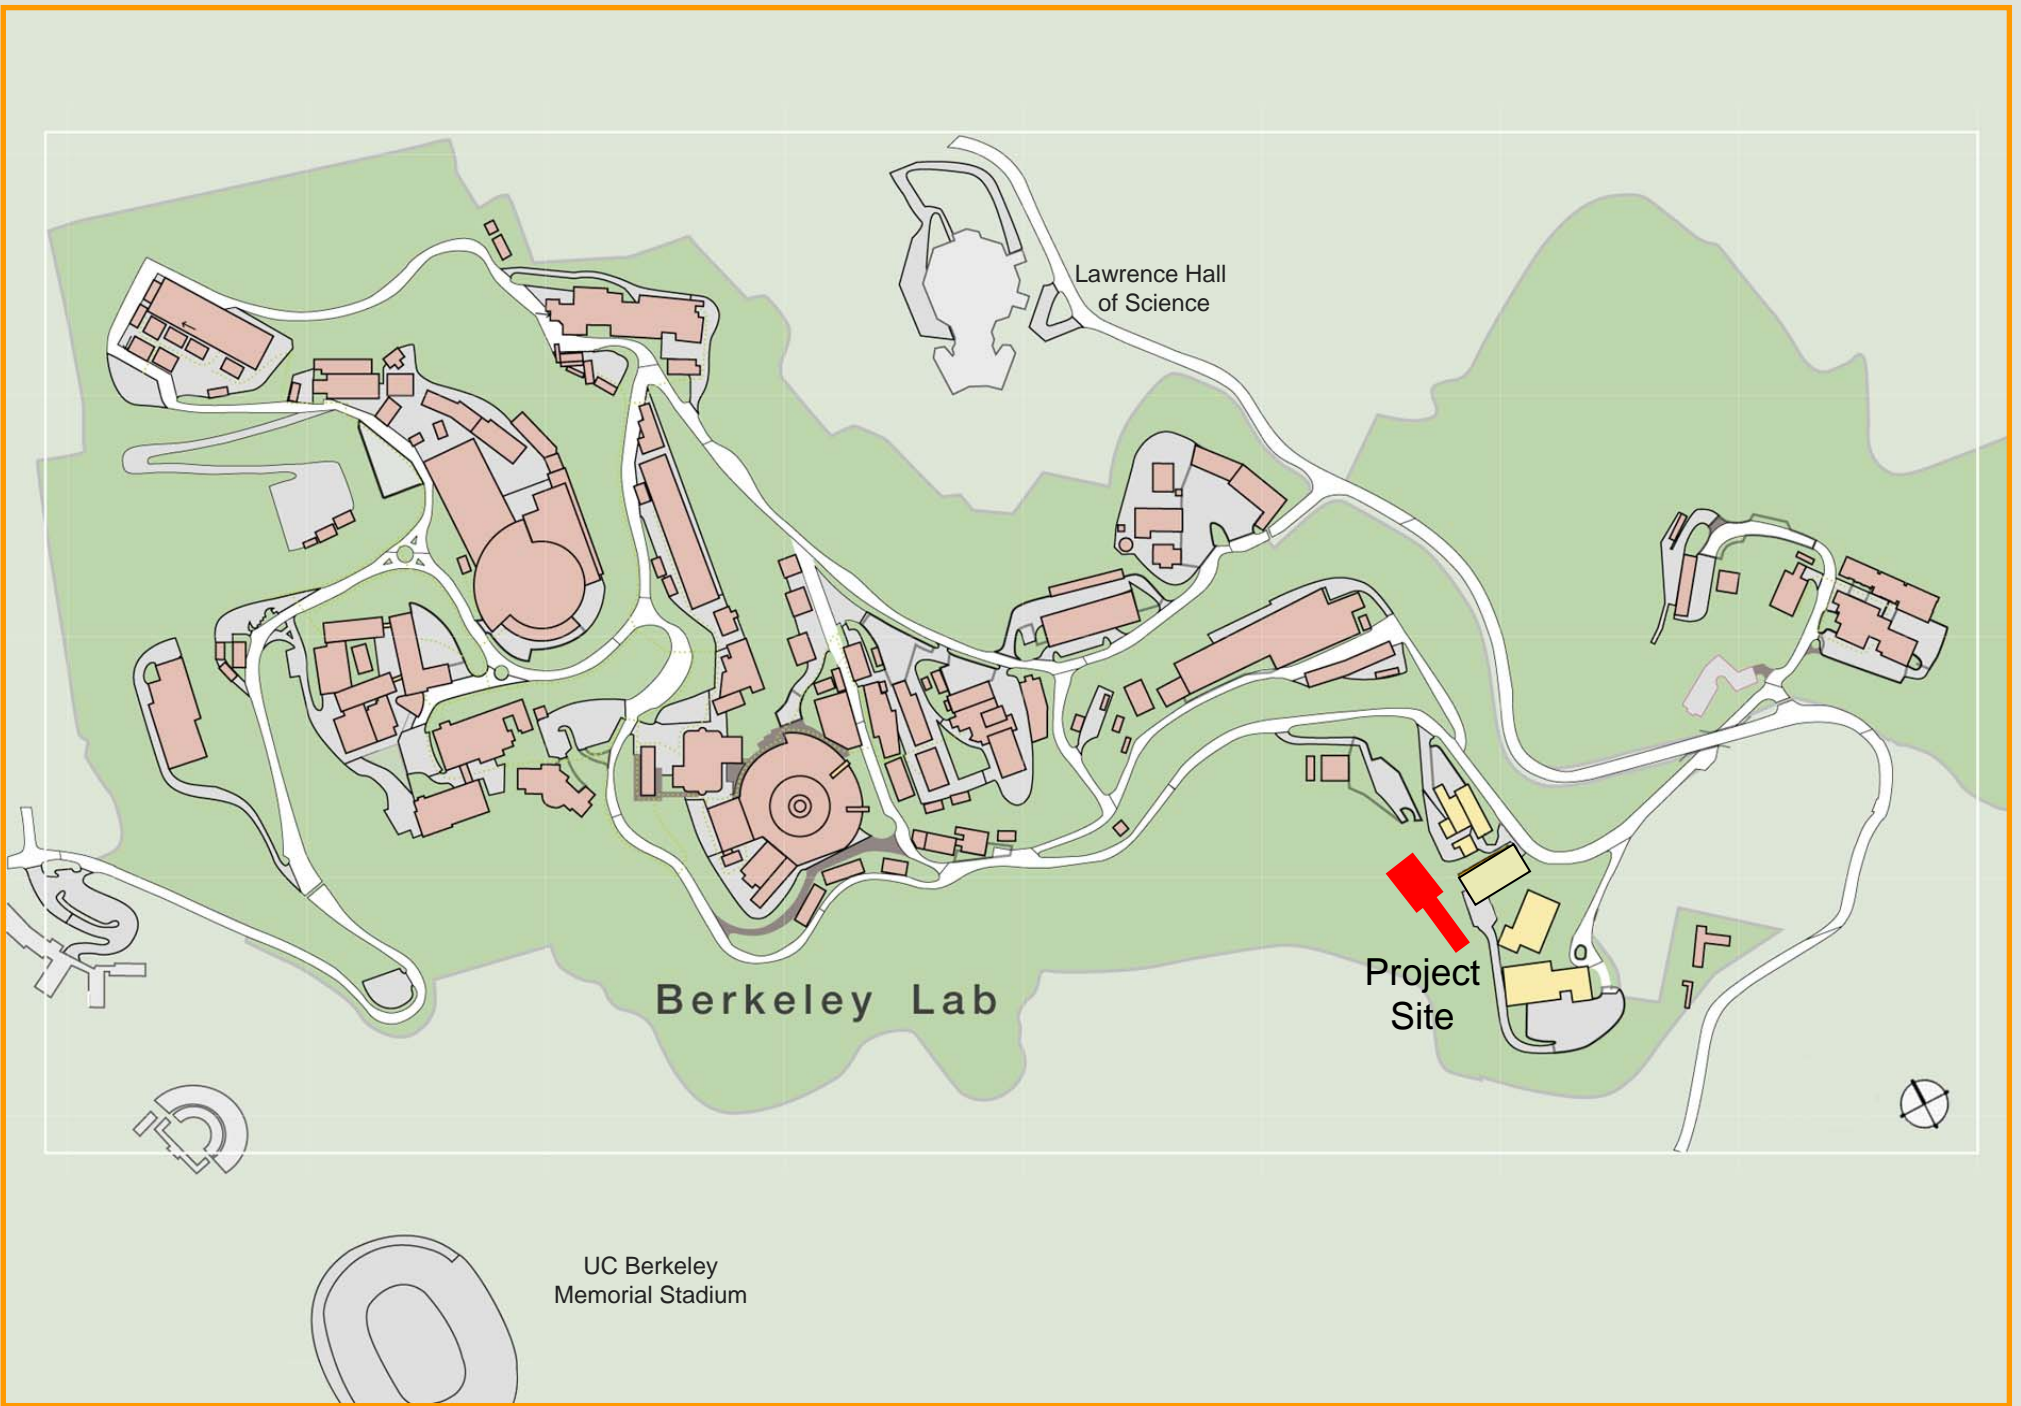 Lawrence Hall
of Science
Project
Site
Berkeley Lab
UC Berkeley
Memorial Stadium